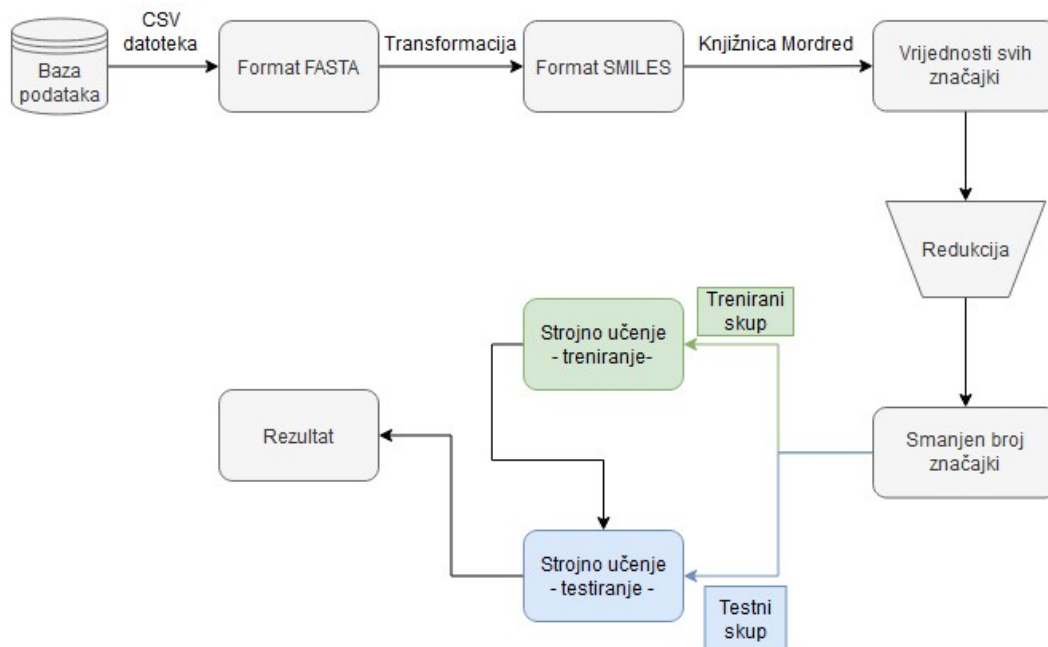 CSV
datoteka
Baza
podataka
Format FASTA
Transformacija
Format SMILES
Knjižnica Mordred
Vrijednosti svih
značajki
Redukcija
Smanjen broj
značajki
Trenirani
skup
Strojno učenje
- treniranje-
Testni
skup
Strojno učenje
- testiranje -
Rezultat